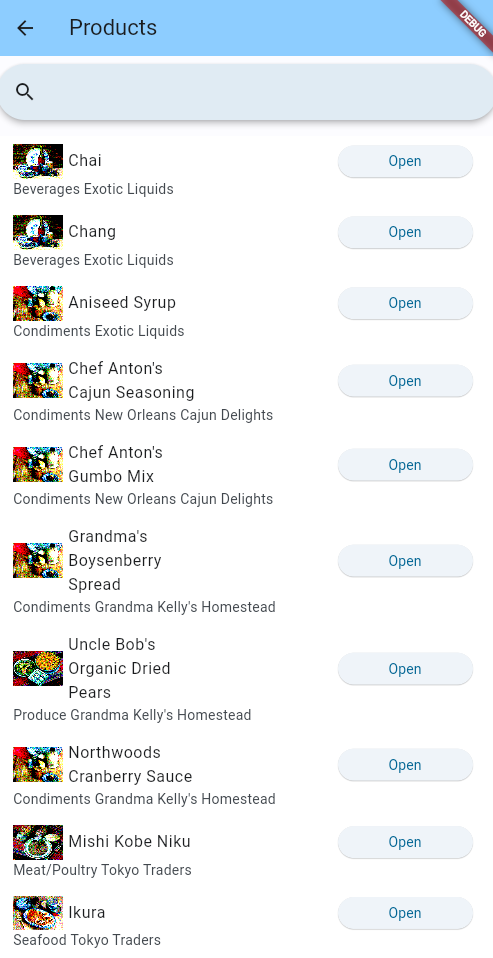 Products
DEBUG
Chai
Open
Beverages Exotic Liquids
Chang
Open
Beverages Exotic Liquids
Aniseed Syrup
Open
Condiments Exotic Liquids
Chef Anton's
Cajun Seasoning
Open
Condiments New Orleans Cajun Delights
Chef Anton's
Gumbo Mix
Open
Condiments New Orleans Cajun Delights
Grandma's
Boysenberry
Spread
Open
Condiments Grandma Kelly's Homestead
Uncle Bob's
Organic Dried
Pears
Open
Produce Grandma Kelly's Homestead
Northwoods
Cranberry Sauce
Open
Condiments Grandma Kelly's Homestead
Mishi Kobe Niku
Open
Meat/Poultry Tokyo Traders
Ikura
Open
Seafood Tokyo Traders